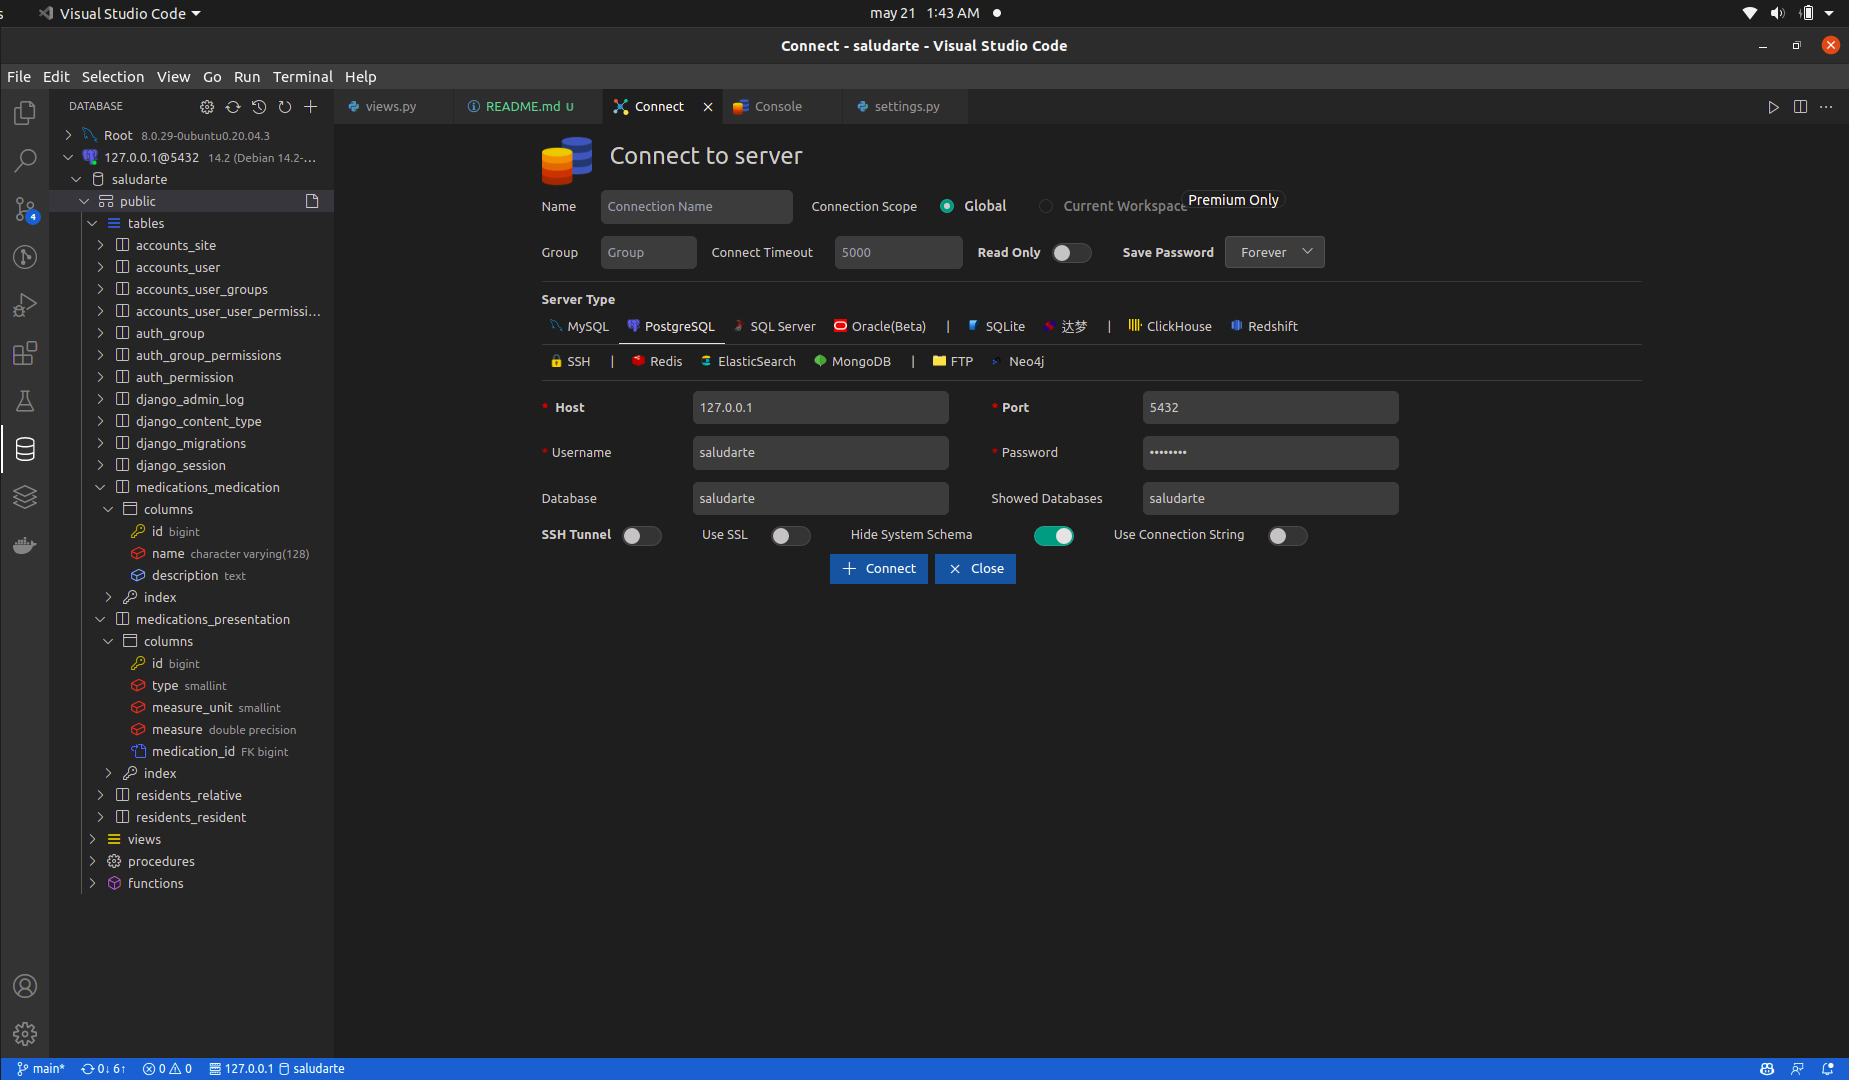 Visual Studio Code
may 21 1:43 AM
Connect - saludarte - Visual Studio Code
File Edit Selection View Go Run Terminal Help
DATABASE
views.py
README.md U
Connect
Console
settings.py
Root 8.0.29-0ubuntu0.20.04.3
127.0.0.1@5432 14.2 (Debian 14.2-...
saludarte
public
tables
accounts_site
accounts_user
accounts_user_groups
accounts_user_user_permissi...
auth_group
auth_group_permissions
auth_permission
django_admin_log
django_content_type
django_migrations
django_session
medications_medication
columns
id bigint
name character varying(128)
description text
index
medications_presentation
columns
id bigint
type smallint
measure_unit smallint
measure double precision
medication_id FK bigint
index
residents_relative
residents_resident
views
procedures
functions
4
Connect to server
Name Connection Name Connection Scope Global Current Workspace Premium Only
Group Group Connect Timeout 5000 Read Only Save Password Forever
Server Type
MySQL PostgreSQL SQL Server Oracle(Beta) | SQLite 达梦 | ClickHouse Redshift
SSH | Redis ElasticSearch MongoDB | FTP Neo4j
* Host 127.0.0.1 * Port 5432
* Username saludarte * Password ••••••••
Database saludarte Showed Databases saludarte
SSH Tunnel Use SSL Hide System Schema Use Connection String
Connect Close
main* 0↓ 6↑ 0 0 127.0.0.1 saludarte